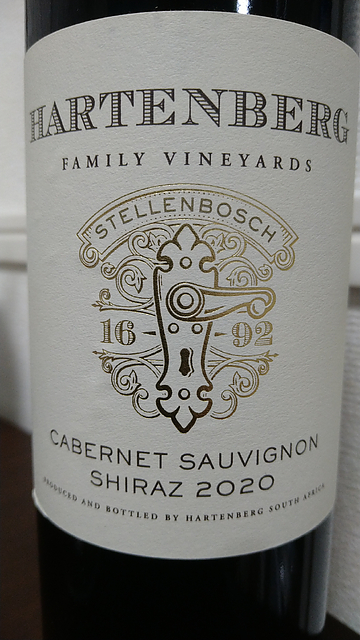 HARTENBERG
FAMILY VINEYARDS
STELLENBOSCH
16 - 92
CABERNET SAUVIGNON
SHIRAZ 2020
PRODUCED AND BOTTLED BY HARTENBERG SOUTH AFRICA